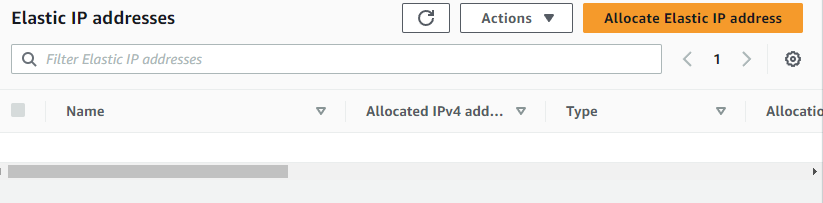 Elastic IP addresses
Actions
Allocate Elastic IP address
Filter Elastic IP addresses
1
Name
Allocated IPv4 add...
Type
Allocatio